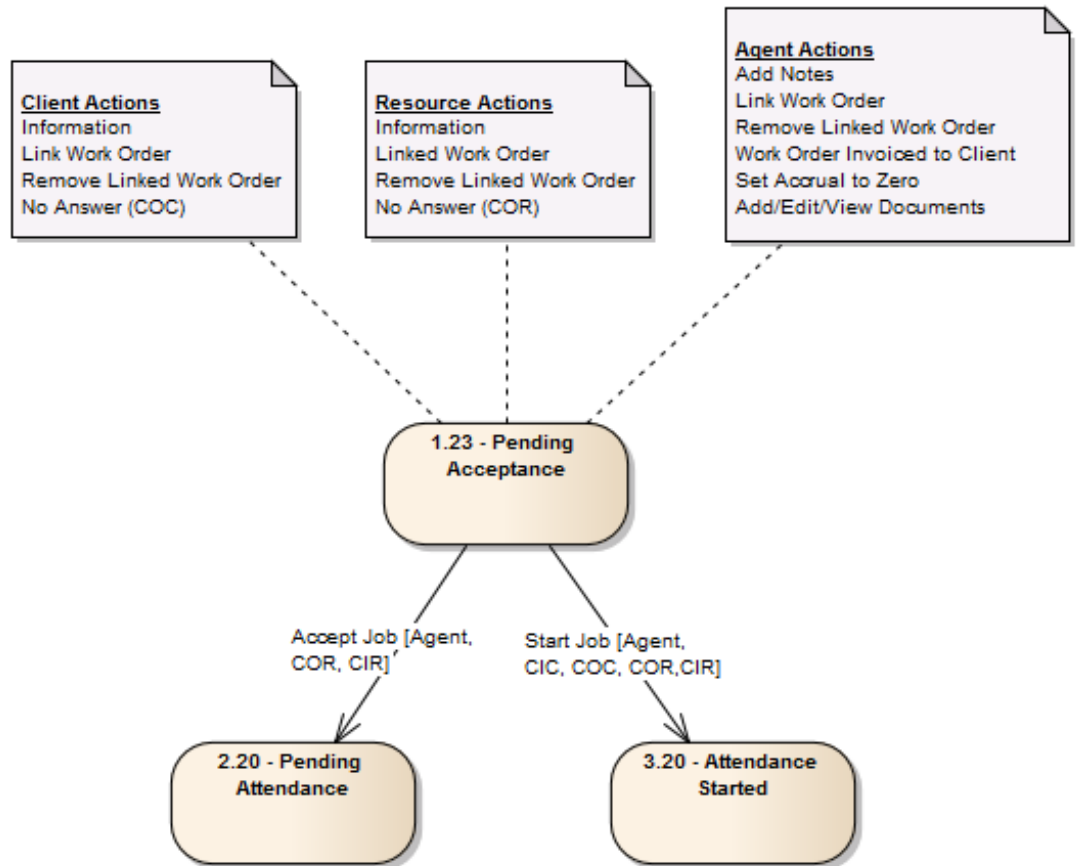 Client Actions
Information
Link Work Order
Remove Linked Work Order
No Answer (COC)
Resource Actions
Information
Linked Work Order
Remove Linked Work Order
No Answer (COR)
Agent Actions
Add Notes
Link Work Order
Remove Linked Work Order
Work Order Invoiced to Client
Set Accrual to Zero
Add/Edit/View Documents
1.23 - Pending
Acceptance
Accept Job [Agent,
COR, CIR]
Start Job [Agent,
CIC, COC, COR,CIR]
2.20 - Pending
Attendance
3.20 - Attendance
Started